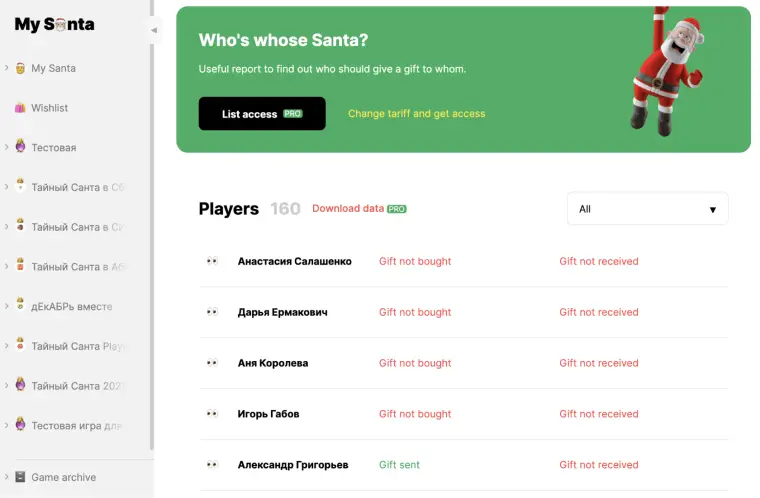 My Santa
My Santa
Wishlist
Тестовая
Тайный Санта в Сб
Тайный Санта в Си
Тайный Санта в Аб
дЕкАБРь вместе
Тайный Санта Play
Тайный Санта 202
Тестовая игра для
Game archive
Who's whose Santa?
Useful report to find out who should give a gift to whom.
List access PRO
Change tariff and get access
Players 160 Download data PRO
All
Анастасия Салашенко Gift not bought Gift not received
Дарья Ермакович Gift not bought Gift not received
Аня Королева Gift not bought Gift not received
Игорь Габов Gift not bought Gift not received
Александр Григорьев Gift sent Gift not received